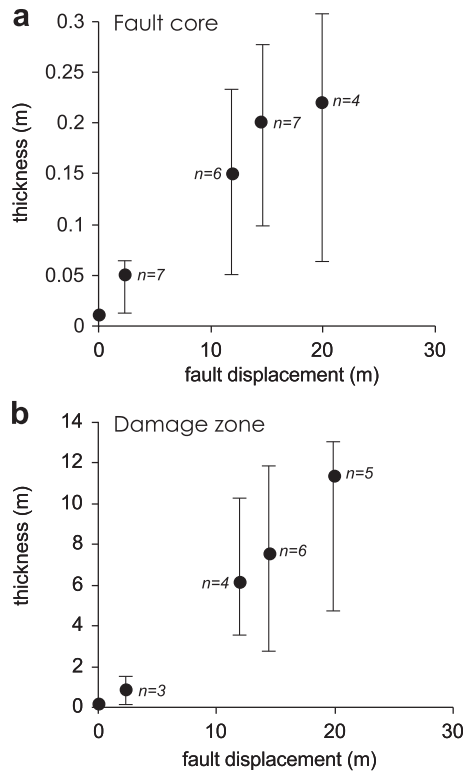 a
Fault core
0.3
0.25
0.2
0.15
0.1
0.05
0
thickness (m)
n=4
n=7
n=6
n=7
0
10
20
30
fault displacement (m)
b
Damage zone
14
12
10
8
6
4
2
0
thickness (m)
n=5
n=6
n=4
n=3
0
10
20
30
fault displacement (m)